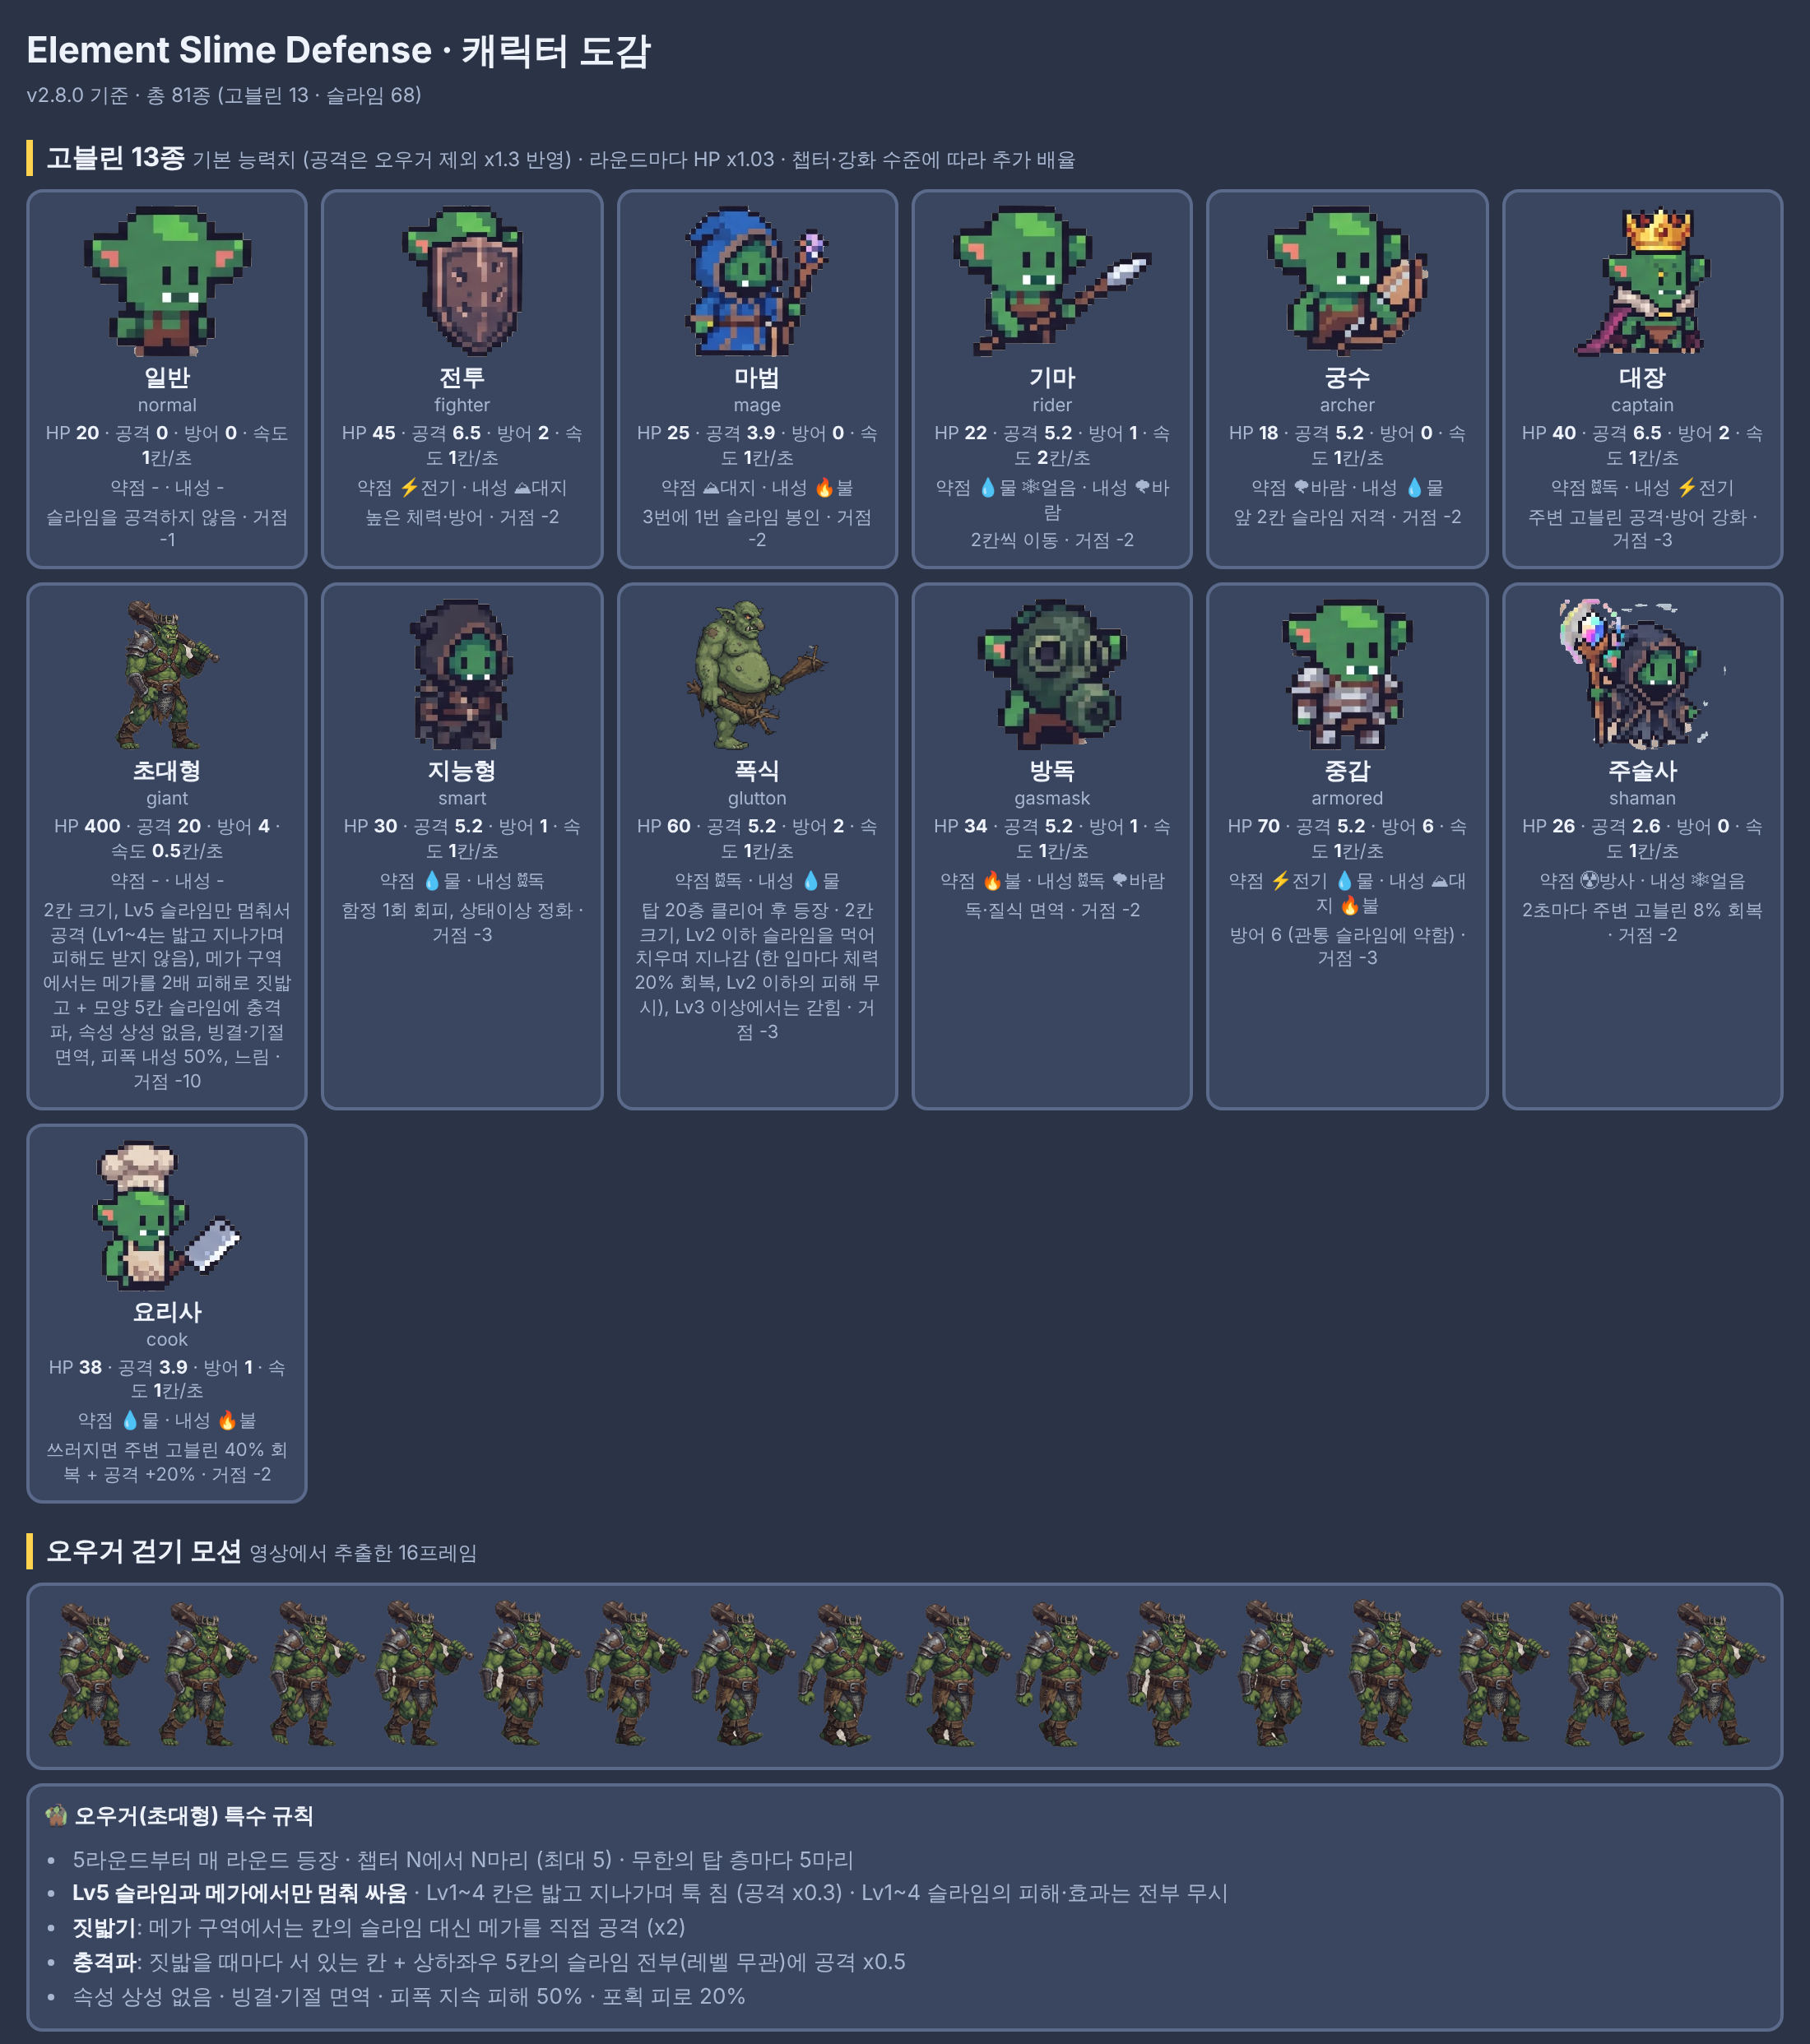 Element Slime Defense · 캐릭터 도감
v2.8.0 기준 · 총 81종 (고블린 13 · 슬라임 68)
고블린 13종 기본 능력치 (공격은 오우거 제외 x1.3 반영) · 라운드마다 HP x1.03 · 챕터·강화 수준에 따라 추가 배율
일반
normal
HP 20 · 공격 0 · 방어 0 · 속도
1칸/초
약점 - · 내성 -
슬라임을 공격하지 않음 · 거점
-1
전투
fighter
HP 45 · 공격 6.5 · 방어 2 · 속
도 1칸/초
약점 ⚡전기 · 내성 ⛰대지
높은 체력·방어 · 거점 -2
마법
mage
HP 25 · 공격 3.9 · 방어 0 · 속
도 1칸/초
약점 ⛰대지 · 내성 🔥불
3번에 1번 슬라임 봉인 · 거점
-2
기마
rider
HP 22 · 공격 5.2 · 방어 1 · 속
도 2칸/초
약점 💧물 ❄얼음 · 내성 🌪바
람
2칸씩 이동 · 거점 -2
궁수
archer
HP 18 · 공격 5.2 · 방어 0 · 속
도 1칸/초
약점 🌪바람 · 내성 💧물
앞 2칸 슬라임 저격 · 거점 -2
대장
captain
HP 40 · 공격 6.5 · 방어 2 · 속
도 1칸/초
약점 ☠독 · 내성 ⚡전기
주변 고블린 공격·방어 강화 ·
거점 -3
초대형
giant
HP 400 · 공격 20 · 방어 4 ·
속도 0.5칸/초
약점 - · 내성 -
2칸 크기, Lv5 슬라임만 멈춰서
공격 (Lv1~4는 밟고 지나가며
피해도 받지 않음), 메가 구역
에서는 메가를 2배 피해로 짓밟
고 + 모양 5칸 슬라임에 충격
파, 속성 상성 없음, 빙결·기절
면역, 피폭 내성 50%, 느림 ·
거점 -10
지능형
smart
HP 30 · 공격 5.2 · 방어 1 · 속
도 1칸/초
약점 💧물 · 내성 ☠독
함정 1회 회피, 상태이상 정화 ·
거점 -3
폭식
glutton
HP 60 · 공격 5.2 · 방어 2 · 속
도 1칸/초
약점 ☠독 · 내성 💧물
탑 20층 클리어 후 등장 · 2칸
크기, Lv2 이하 슬라임을 먹어
치우며 지나감 (한 입마다 체력
20% 회복, Lv2 이하의 피해 무
시), Lv3 이상에서는 갇힘 · 거
점 -3
방독
gasmask
HP 34 · 공격 5.2 · 방어 1 · 속
도 1칸/초
약점 🔥불 · 내성 ☠독 🌪바람
독·질식 면역 · 거점 -2
중갑
armored
HP 70 · 공격 5.2 · 방어 6 · 속
도 1칸/초
약점 ⚡전기 💧물 · 내성 ⛰대
지 🔥불
방어 6 (관통 슬라임에 약함) ·
거점 -3
주술사
shaman
HP 26 · 공격 2.6 · 방어 0 · 속
도 1칸/초
약점 ☢방사 · 내성 ❄얼음
2초마다 주변 고블린 8% 회복
· 거점 -2
요리사
cook
HP 38 · 공격 3.9 · 방어 1 · 속
도 1칸/초
약점 💧물 · 내성 🔥불
쓰러지면 주변 고블린 40% 회
복 + 공격 +20% · 거점 -2
오우거 걷기 모션 영상에서 추출한 16프레임
오우거(초대형) 특수 규칙
• 5라운드부터 매 라운드 등장 · 챕터 N에서 N마리 (최대 5) · 무한의 탑 층마다 5마리
• Lv5 슬라임과 메가에서만 멈춰 싸움 · Lv1~4 칸은 밟고 지나가며 툭 침 (공격 x0.3) · Lv1~4 슬라임의 피해·효과는 전부 무시
• 짓밟기: 메가 구역에서는 칸의 슬라임 대신 메가를 직접 공격 (x2)
• 충격파: 짓밟을 때마다 서 있는 칸 + 상하좌우 5칸의 슬라임 전부(레벨 무관)에 공격 x0.5
• 속성 상성 없음 · 빙결·기절 면역 · 피폭 지속 피해 50% · 포획 피로 20%